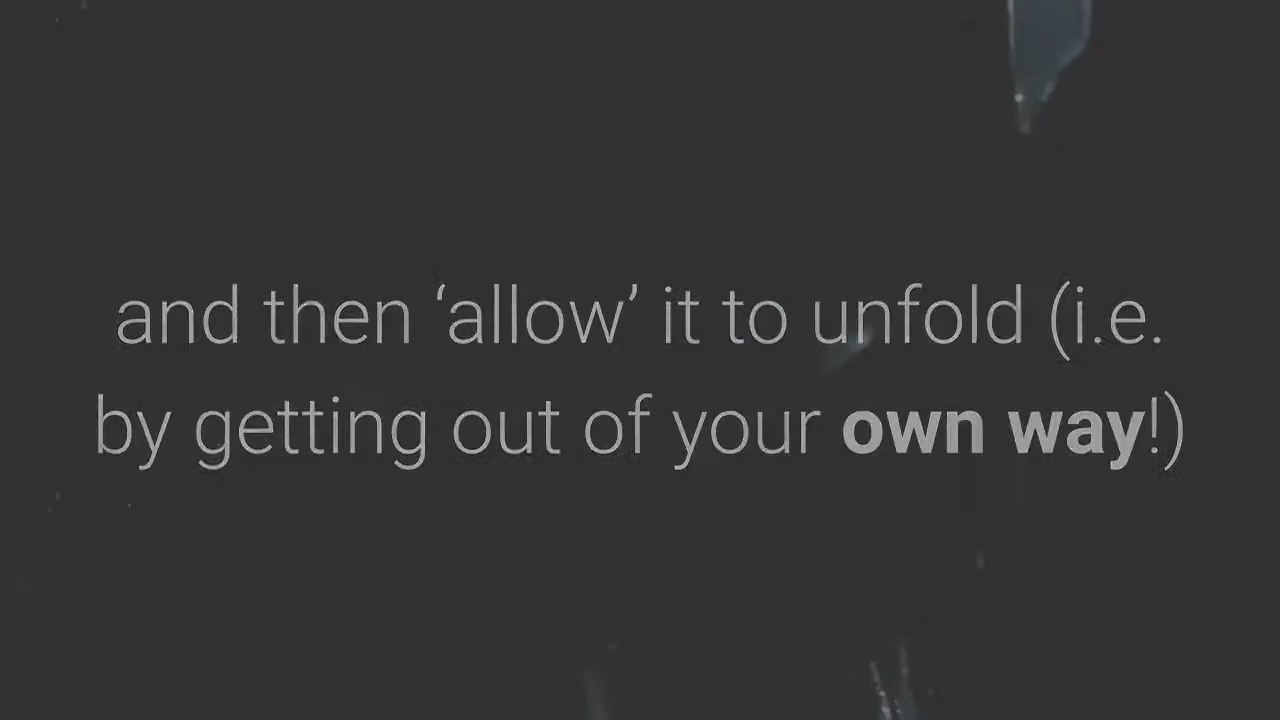 and then ‘allow’ it to unfold (i.e.
by getting out of your own way!)